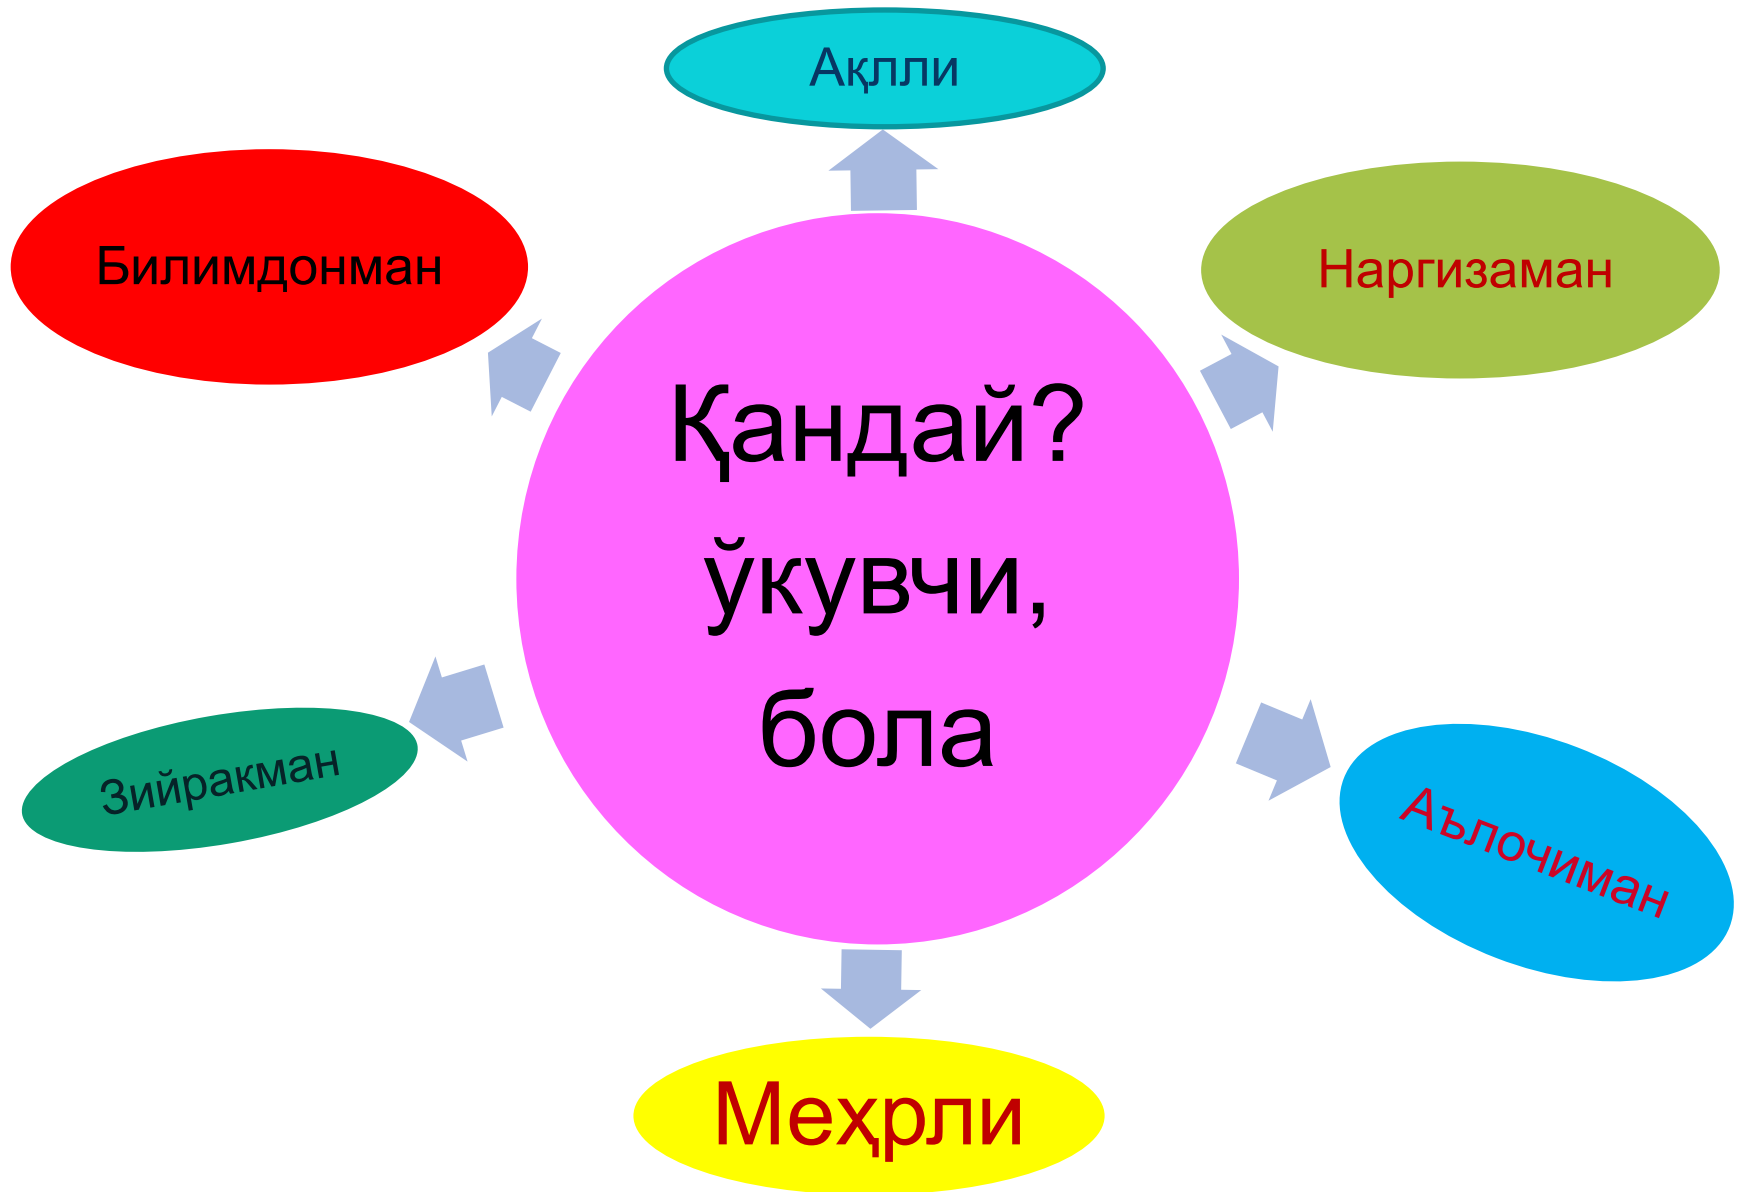 Ақлли
Билимдонман
Наргизаман
Қандай?
ўкувчи,
бола
Зийракман
Аълочиман
Меҳрли